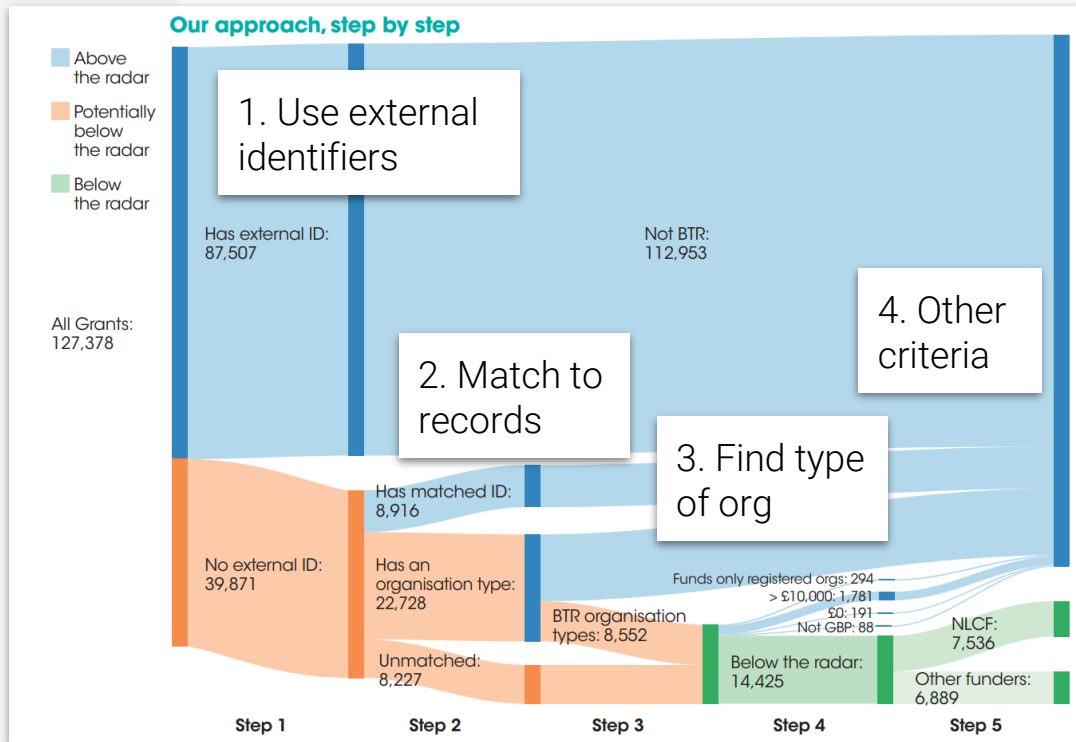 Our approach, step by step
Above
the radar
Potentially
below
the radar
Below
the radar
1. Use external
identifiers
Has external ID:
87,507
Not BTR:
112,953
All Grants:
127,378
4. Other
criteria
2. Match to
records
3. Find type
of org
Has matched ID:
8,916
No external ID:
39,871
Has an
organisation type:
22,728
Funds only registered orgs: 294
> £10,000: 1,781
£0: 191
Not GBP: 88
BTR organisation
types: 8,552
NLCF:
7,536
Unmatched:
8,227
Below the radar:
14,425
Other funders:
6,889
Step 1
Step 2
Step 3
Step 4
Step 5